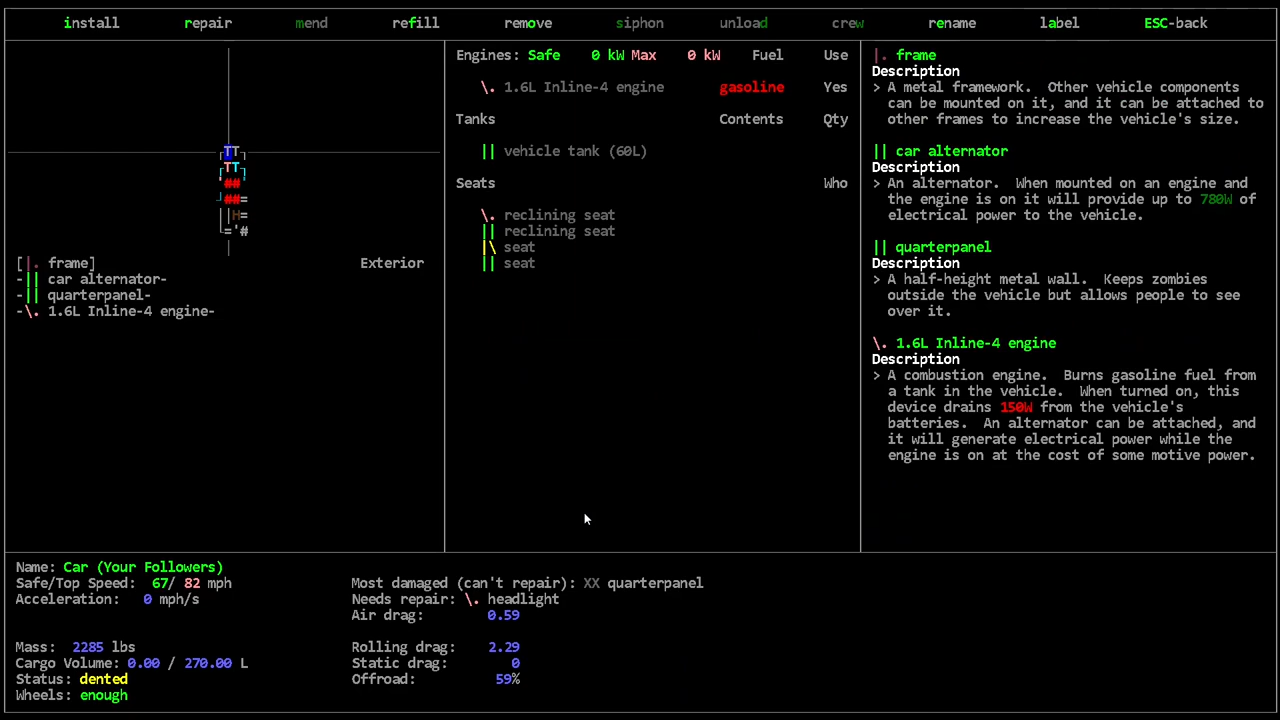 install repair mend refill remove siphon unload crew rename label ESC-back
Engines: Safe 0 kW Max 0 kW Fuel Use
\. 1.6L Inline-4 engine gasoline Yes
Tanks Contents Qty
|| vehicle tank (60L)
Seats Who
\. reclining seat
|| reclining seat
|\ seat
|| seat
┌TT┐
┌TT┐
'##'
┘##=
││H=
└='#
[|. frame] Exterior
-|| car alternator-
-|| quarterpanel-
-\. 1.6L Inline-4 engine-
|. frame
Description
> A metal framework. Other vehicle components
can be mounted on it, and it can be attached to
other frames to increase the vehicle's size.
|| car alternator
Description
> An alternator. When mounted on an engine and
the engine is on it will provide up to 780W of
electrical power to the vehicle.
|| quarterpanel
Description
> A half-height metal wall. Keeps zombies
outside the vehicle but allows people to see
over it.
\. 1.6L Inline-4 engine
Description
> A combustion engine. Burns gasoline fuel from
a tank in the vehicle. When turned on, this
device drains 150W from the vehicle's
batteries. An alternator can be attached, and
it will generate electrical power while the
engine is on at the cost of some motive power.
Name: Car (Your Followers)
Safe/Top Speed: 67/ 82 mph
Acceleration: 0 mph/s
Mass: 2285 lbs
Cargo Volume: 0.00 / 270.00 L
Status: dented
Wheels: enough
Most damaged (can't repair): XX quarterpanel
Needs repair: \. headlight
Air drag: 0.59
Rolling drag: 2.29
Static drag: 0
Offroad: 59%